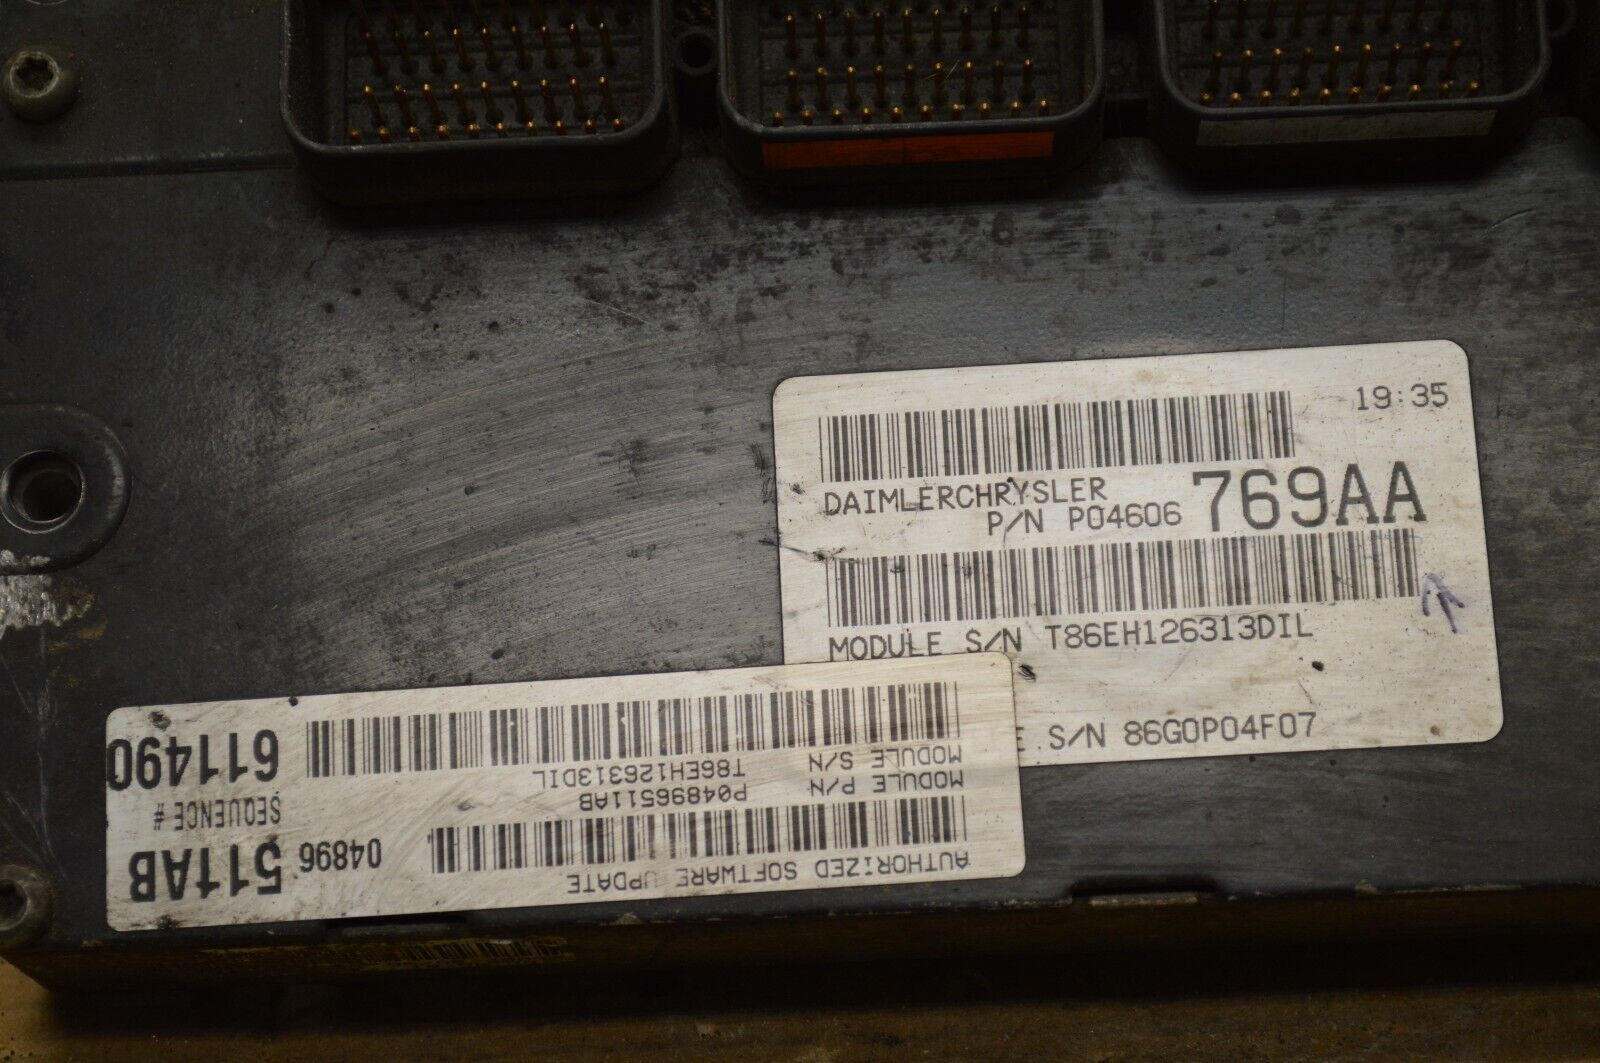 19:35
DAIMLERCHRYSLER
P/N P04606 769AA
MODULE S/N T86EH126313DIL
E S/N 86G0P04F07
AUTHORIZED SOFTWARE UPDATE
04896 511AB
MODULE P/N P04896511AB
SEQUENCE #
MODULE S/N T86EH126313DIL
611490